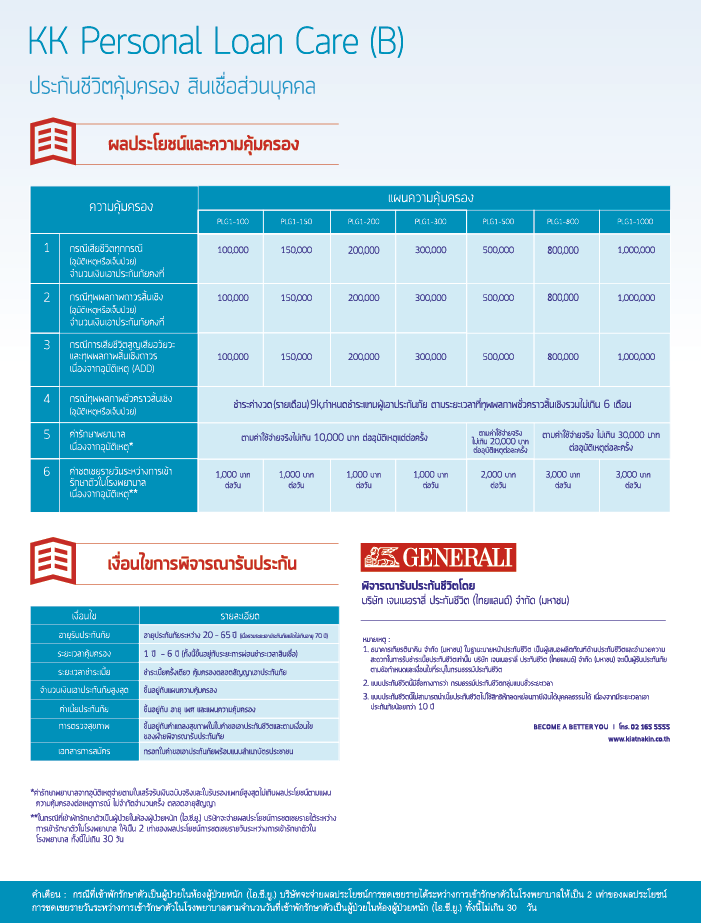 KK Personal Loan Care (B)
ประกันชีวิตคุ้มครอง สินเชื่อส่วนบุคคล
ผลประโยชน์และความคุ้มครอง
ความคุ้มครอง
แผนความคุ้มครอง
PLG1-100 PLG1-150 PLG1-200 PLG1-300 PLG1-500 PLG1-800 PLG1-1000
1 กรณีเสียชีวิตทุกกรณี
(อุบัติเหตุหรือเจ็บป่วย)
จำนวนเงินเอาประกันภัยคงที่
100,000 150,000 200,000 300,000 500,000 800,000 1,000,000
2 กรณีทุพพลภาพถาวรสิ้นเชิง
(อุบัติเหตุหรือเจ็บป่วย)
จำนวนเงินเอาประกันภัยคงที่
100,000 150,000 200,000 300,000 500,000 800,000 1,000,000
3 กรณีการเสียชีวิตสูญเสียอวัยวะ
และทุพพลภาพสิ้นเชิงถาวร
เนื่องจากอุบัติเหตุ (ADD)
100,000 150,000 200,000 300,000 500,000 800,000 1,000,000
4 กรณีทุพพลภาพชั่วคราวสิ้นเชิง
(อุบัติเหตุหรือเจ็บป่วย)
ชำระค่างวด(รายเดือน)9k,กำหนดชำระแทนผู้เอาประกันภัย ตามระยะเวลาที่ทุพพลภาพชั่วคราวสิ้นเชิงรวมไม่เกิน 6 เดือน
5 ค่ารักษาพยาบาล
เนื่องจากอุบัติเหตุ*
ตามค่าใช้จ่ายจริงไม่เกิน 10,000 บาท ต่ออุบัติเหตุแต่ต่อครั้ง
ตามค่าใช้จ่ายจริง
ไม่เกิน 20,000 บาท
ต่ออุบัติเหตุต่อละครั้ง
ตามค่าใช้จ่ายจริง ไม่เกิน 30,000 บาท
ต่ออุบัติเหตุต่อละครั้ง
6 ค่าชดเชยรายวันระหว่างการเข้า
รักษาตัวในโรงพยาบาล
เนื่องจากอุบัติเหตุ**
1,000 บาท 1,000 บาท 1,000 บาท 1,000 บาท 2,000 บาท 3,000 บาท 3,000 บาท
ต่อวัน ต่อวัน ต่อวัน ต่อวัน ต่อวัน ต่อวัน ต่อวัน
เงื่อนไขการพิจารณารับประกัน
เงื่อนไข รายละเอียด
อายุรับประกันภัย อายุประกันภัยระหว่าง 20 - 65 ปี (เมื่อรวมระยะเอาประกันภัยแล้วไม่เกินอายุ 70 ปี)
ระยะเวลาคุ้มครอง 1 ปี - 6 ปี (ทั้งนี้ขึ้นอยู่กับระยะการผ่อนชำระเวลาสินเชื่อ)
ระยะเวลาชำระเบี้ย ชำระเบี้ยครั้งเดียว คุ้มครองตลอดสัญญาเอาประกันภัย
จำนวนเงินเอาประกันภัยสูงสุด ขึ้นอยู่กับแผนความคุ้มครอง
ค่าเบี้ยประกันภัย ขึ้นอยู่กับ อายุ เพศ และแผนความคุ้มครอง
การตรวจสุขภาพ ขึ้นอยู่กับคำแถลงสุขภาพในใบคำขอเอาประกันชีวิตและตามเงื่อนไข
ของฝ่ายพิจารณารับประกันภัย
เอกสารการสมัคร กรอกใบคำขอเอาประกันภัยพร้อมแนบสำเนาบัตรประชาชน
GENERALI
พิจารณารับประกันชีวิตโดย
บริษัท เจนเนอราลี่ ประกันชีวิต (ไทยแลนด์) จำกัด (มหาชน)
หมายเหตุ :
1. ธนาคารเกียรตินาคิน จำกัด (มหาชน) ในฐานะนายหน้าประกันชีวิต เป็นผู้เสนอผลิตภัณฑ์ด้านประกันชีวิตและอำนวยความ
สะดวกในการรับชำระเบี้ยประกันชีวิตเท่านั้น บริษัท เจนเนอราลี่ ประกันชีวิต (ไทยแลนด์) จำกัด (มหาชน) จะเป็นผู้รับประกันภัย
ตามข้อกำหนดและเงื่อนไขที่ระบุในกรมธรรม์ประกันชีวิต
2. แบบประกันชีวิตนี้มีชื่อทางการว่า กรมธรรม์ประกันชีวิตกลุ่มแบบชั่วระยะเวลา
3. แบบประกันชีวิตนี้ไม่สามารถนำเบี้ยประกันชีวิตไปใช้สิทธิหักลดหย่อนภาษีเงินได้บุคคลธรรมได้ เนื่องจากมีระยะเวลาเอา
ประกันภัยน้อยกว่า 10 ปี
BECOME A BETTER YOU | โทร. 02 165 5555
www.kiatnakin.co.th
*ค่ารักษาพยาบาลจากอุบัติเหตุจ่ายตามใบเสร็จรับเงินฉบับจริงและใบรับรองแพทย์สูงสุดไม่เกินผลประโยชน์ตามแผน
ความคุ้มครองต่อเหตุการณ์ ไม่จำกัดจำนวนครั้ง ตลอดอายุสัญญา
**ในกรณีที่เข้าพักรักษาตัวเป็นผู้ป่วยในห้องผู้ป่วยหนัก (ไอ.ซี.ยู.) บริษัทจะจ่ายผลประโยชน์การชดเชยรายได้ระหว่าง
การเข้ารักษาตัวในโรงพยาบาล ให้เป็น 2 เท่าของผลประโยชน์การชดเชยรายวันระหว่างการเข้ารักษาตัวใน
โรงพยาบาล ทั้งนี้ไม่เกิน 30 วัน
คำเตือน : กรณีที่เข้าพักรักษาตัวเป็นผู้ป่วยในห้องผู้ป่วยหนัก (ไอ.ซี.ยู.) บริษัทจะจ่ายผลประโยชน์การชดเชยรายได้ระหว่างการเข้ารักษาตัวในโรงพยาบาลให้เป็น 2 เท่าของผลประโยชน์
การชดเชยรายวันระหว่างการเข้ารักษาตัวในโรงพยาบาลตามจำนวนวันที่เข้าพักรักษาตัวเป็นผู้ป่วยในห้องผู้ป่วยหนัก (ไอ.ซี.ยู.) ทั้งนี้ไม่เกิน 30 วัน